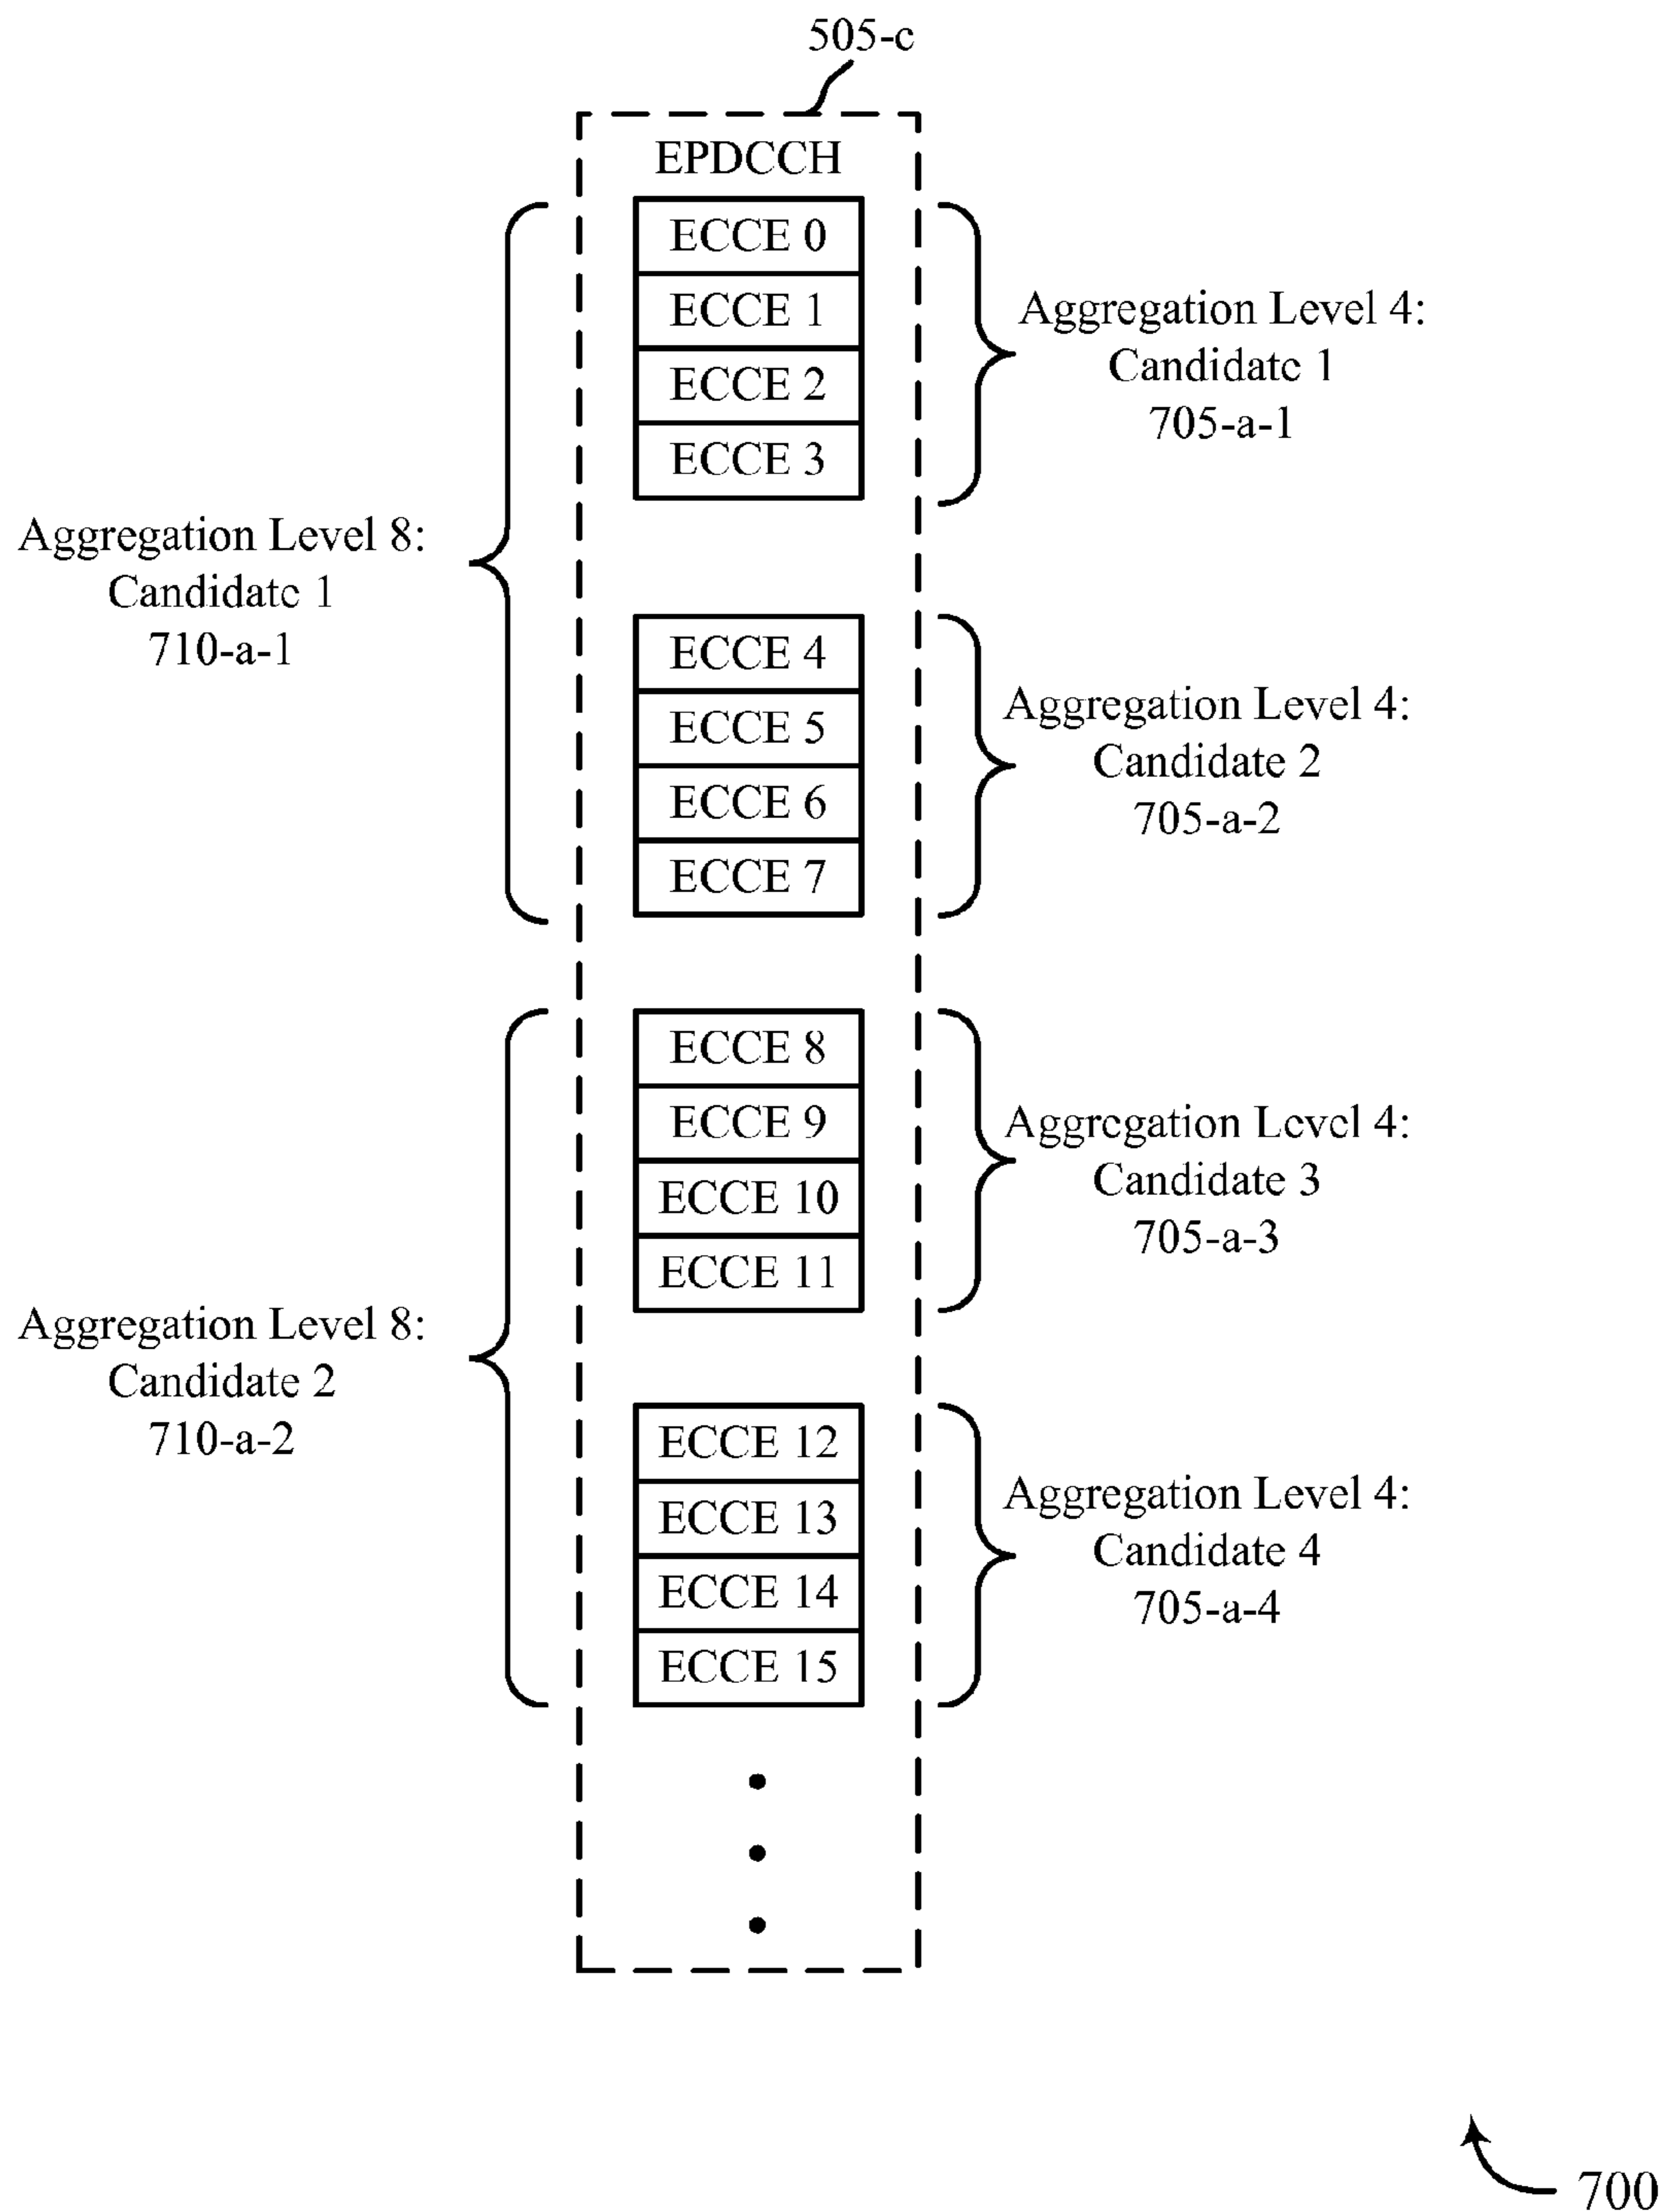 505-c
EPDCCH
ECCE 0
ECCE 1
ECCE 2
ECCE 3
Aggregation Level 4:
Candidate 1
705-a-1
Aggregation Level 8:
Candidate 1
710-a-1
ECCE 4
ECCE 5
ECCE 6
ECCE 7
Aggregation Level 4:
Candidate 2
705-a-2
ECCE 8
ECCE 9
ECCE 10
ECCE 11
Aggregation Level 4:
Candidate 3
705-a-3
Aggregation Level 8:
Candidate 2
710-a-2
ECCE 12
ECCE 13
ECCE 14
ECCE 15
Aggregation Level 4:
Candidate 4
705-a-4
700